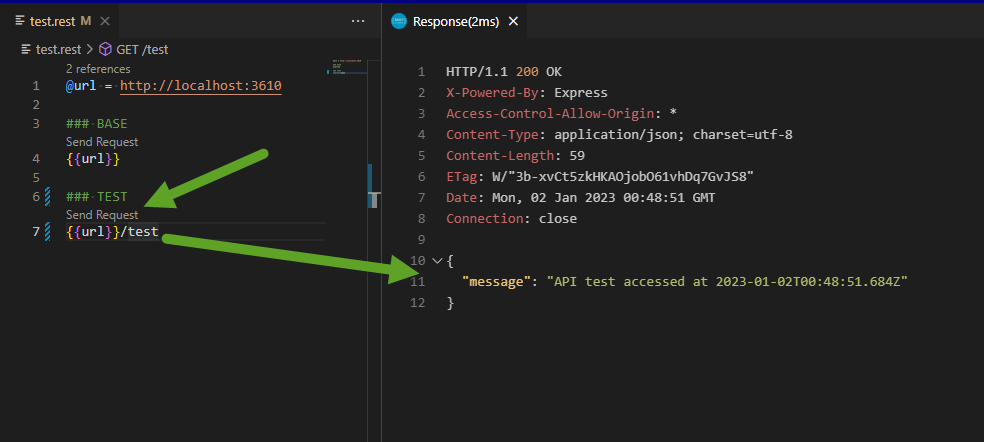 test.rest M
test.rest > GET /test
2 references
1 @url = http://localhost:3610
2
3 ### BASE
Send Request
4 {{url}}
5
6 ### TEST
Send Request
7 {{url}}/test
Response(2ms)
1 HTTP/1.1 200 OK
2 X-Powered-By: Express
3 Access-Control-Allow-Origin: *
4 Content-Type: application/json; charset=utf-8
5 Content-Length: 59
6 ETag: W/"3b-xvCt5zkHKAOjobO61vhDq7GvJS8"
7 Date: Mon, 02 Jan 2023 00:48:51 GMT
8 Connection: close
9
10 {
11 "message": "API test accessed at 2023-01-02T00:48:51.684Z"
12 }